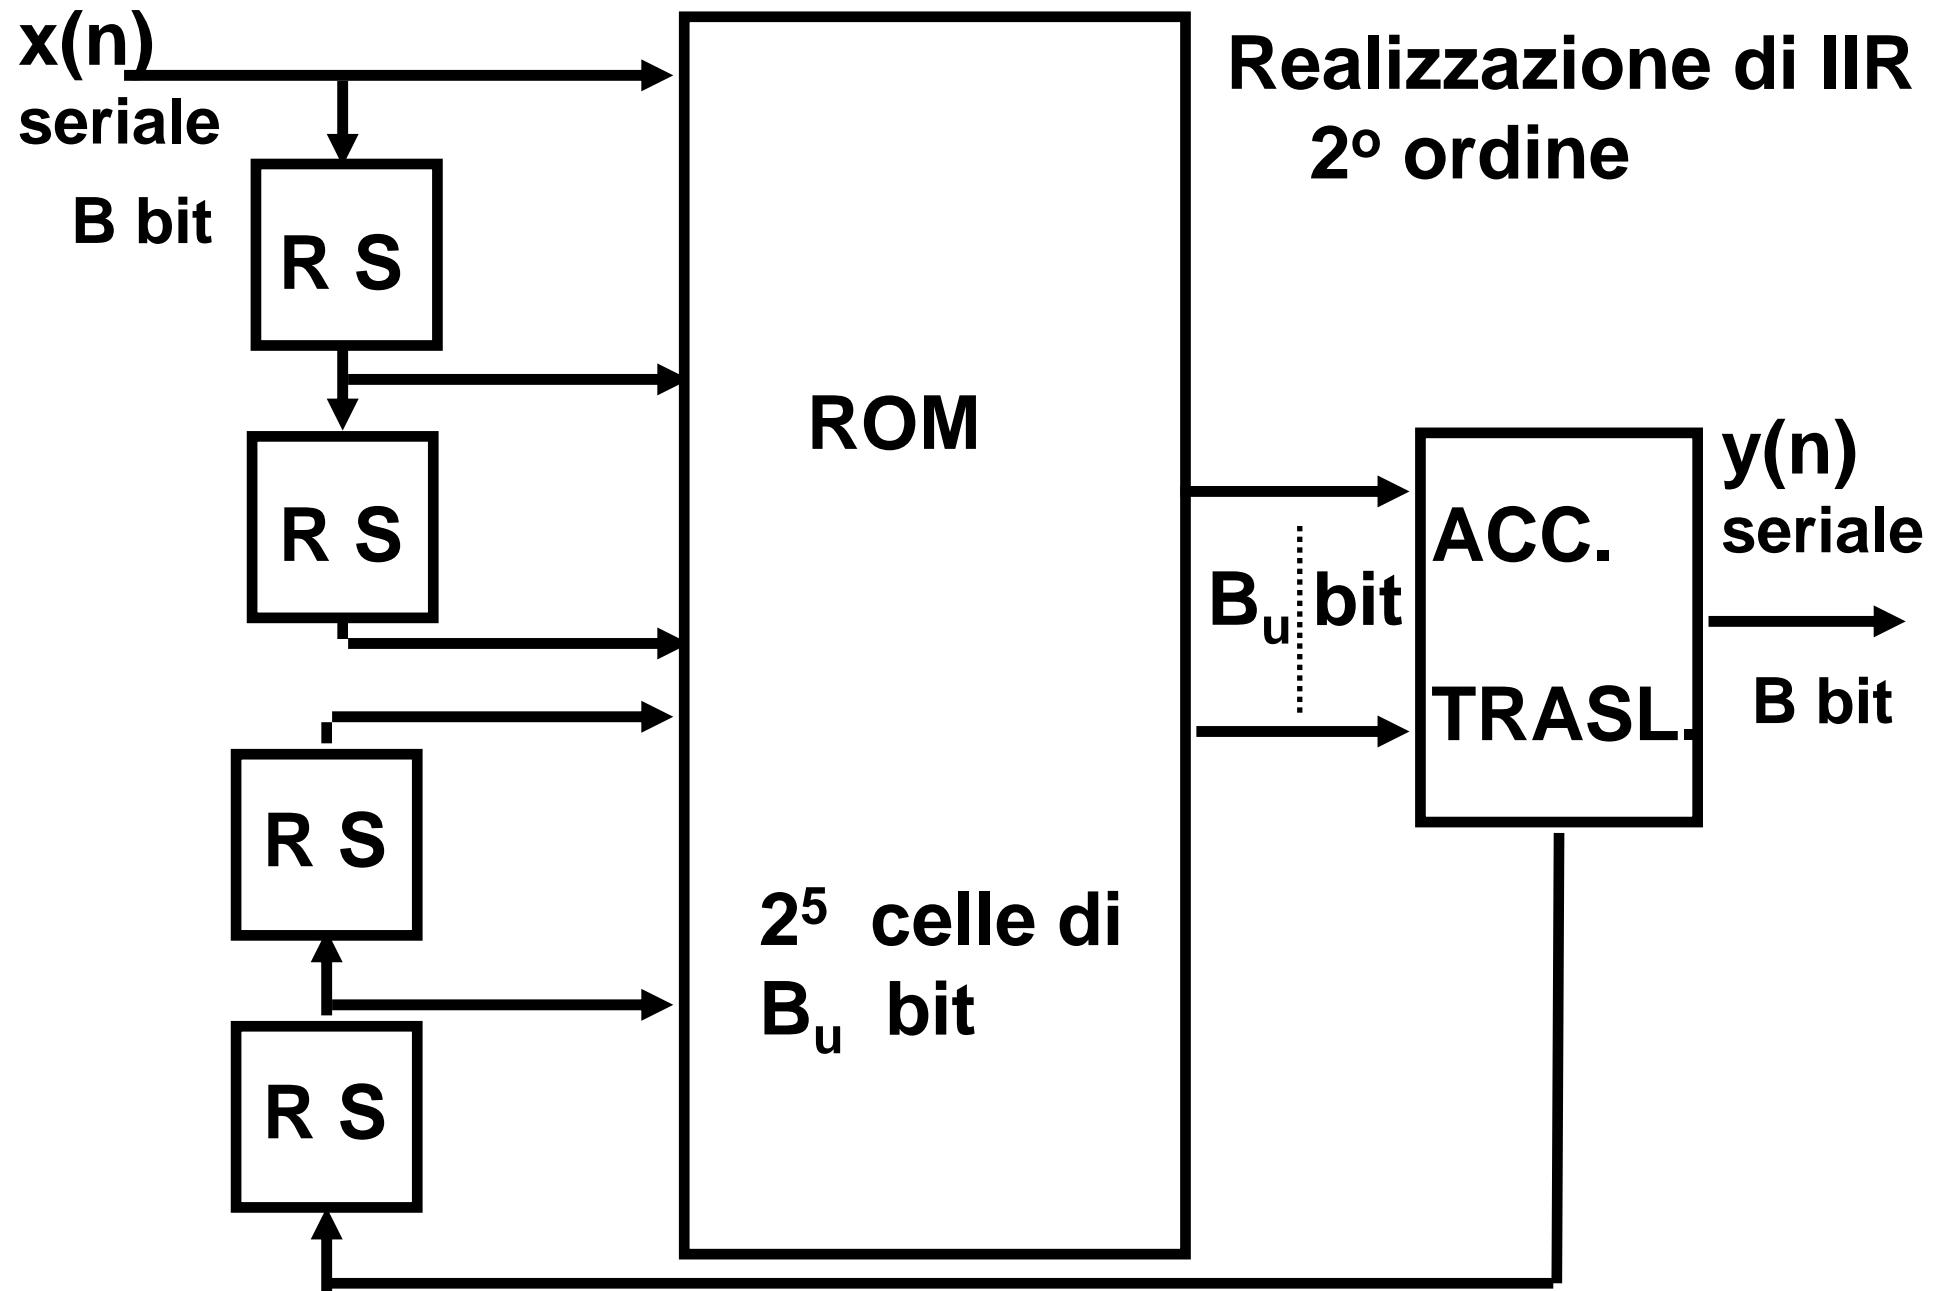 x(n)
seriale
B bit
Realizzazione di IIR
2º ordine
R S
R S
R S
R S
ROM
2⁵ celle di
Bᵤ bit
Bᵤ bit
ACC.
TRASL.
y(n)
seriale
B bit